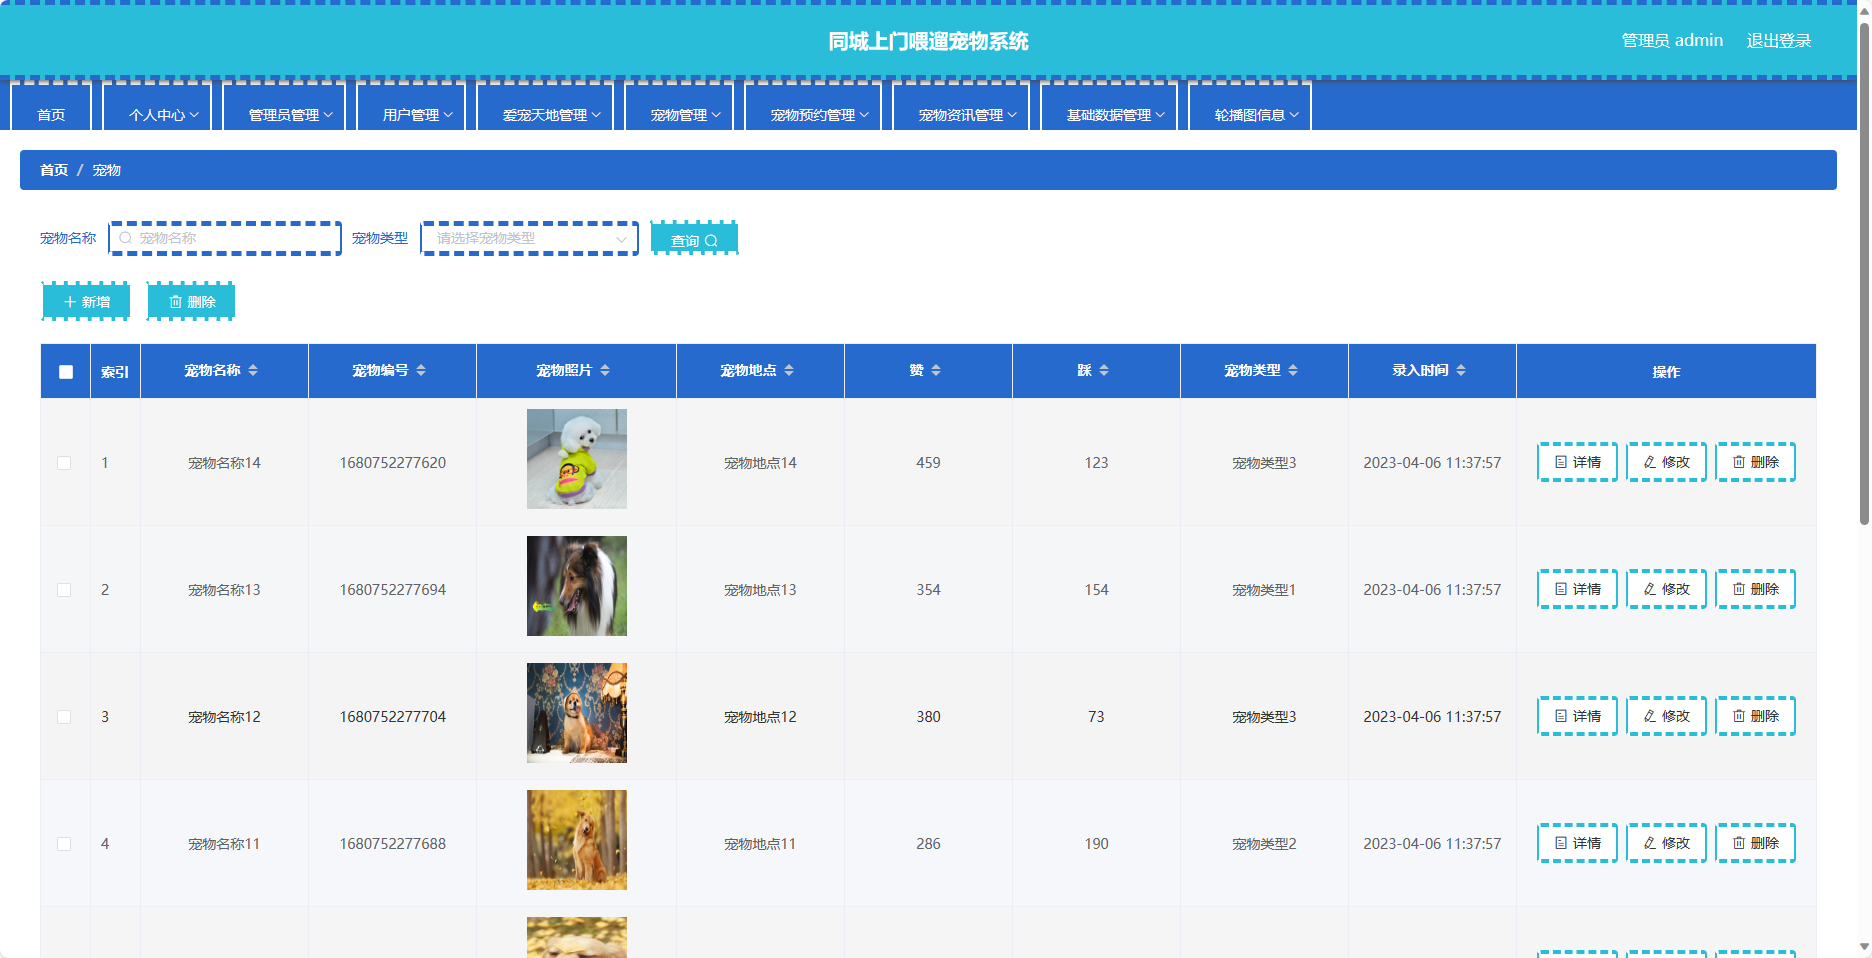 同城上门喂遛宠物系统
管理员 admin 退出登录
首页 个人中心 管理员管理 用户管理 爱宠天地管理 宠物管理 宠物预约管理 宠物资讯管理 基础数据管理 轮播图信息
首页 / 宠物
宠物名称 宠物名称 宠物类型 请选择宠物类型 查询
新增 删除
索引 宠物名称 宠物编号 宠物照片 宠物地点 赞 踩 宠物类型 录入时间 操作
1 宠物名称14 1680752277620 宠物地点14 459 123 宠物类型3 2023-04-06 11:37:57 详情 修改 删除
2 宠物名称13 1680752277694 宠物地点13 354 154 宠物类型1 2023-04-06 11:37:57 详情 修改 删除
3 宠物名称12 1680752277704 宠物地点12 380 73 宠物类型3 2023-04-06 11:37:57 详情 修改 删除
4 宠物名称11 1680752277688 宠物地点11 286 190 宠物类型2 2023-04-06 11:37:57 详情 修改 删除